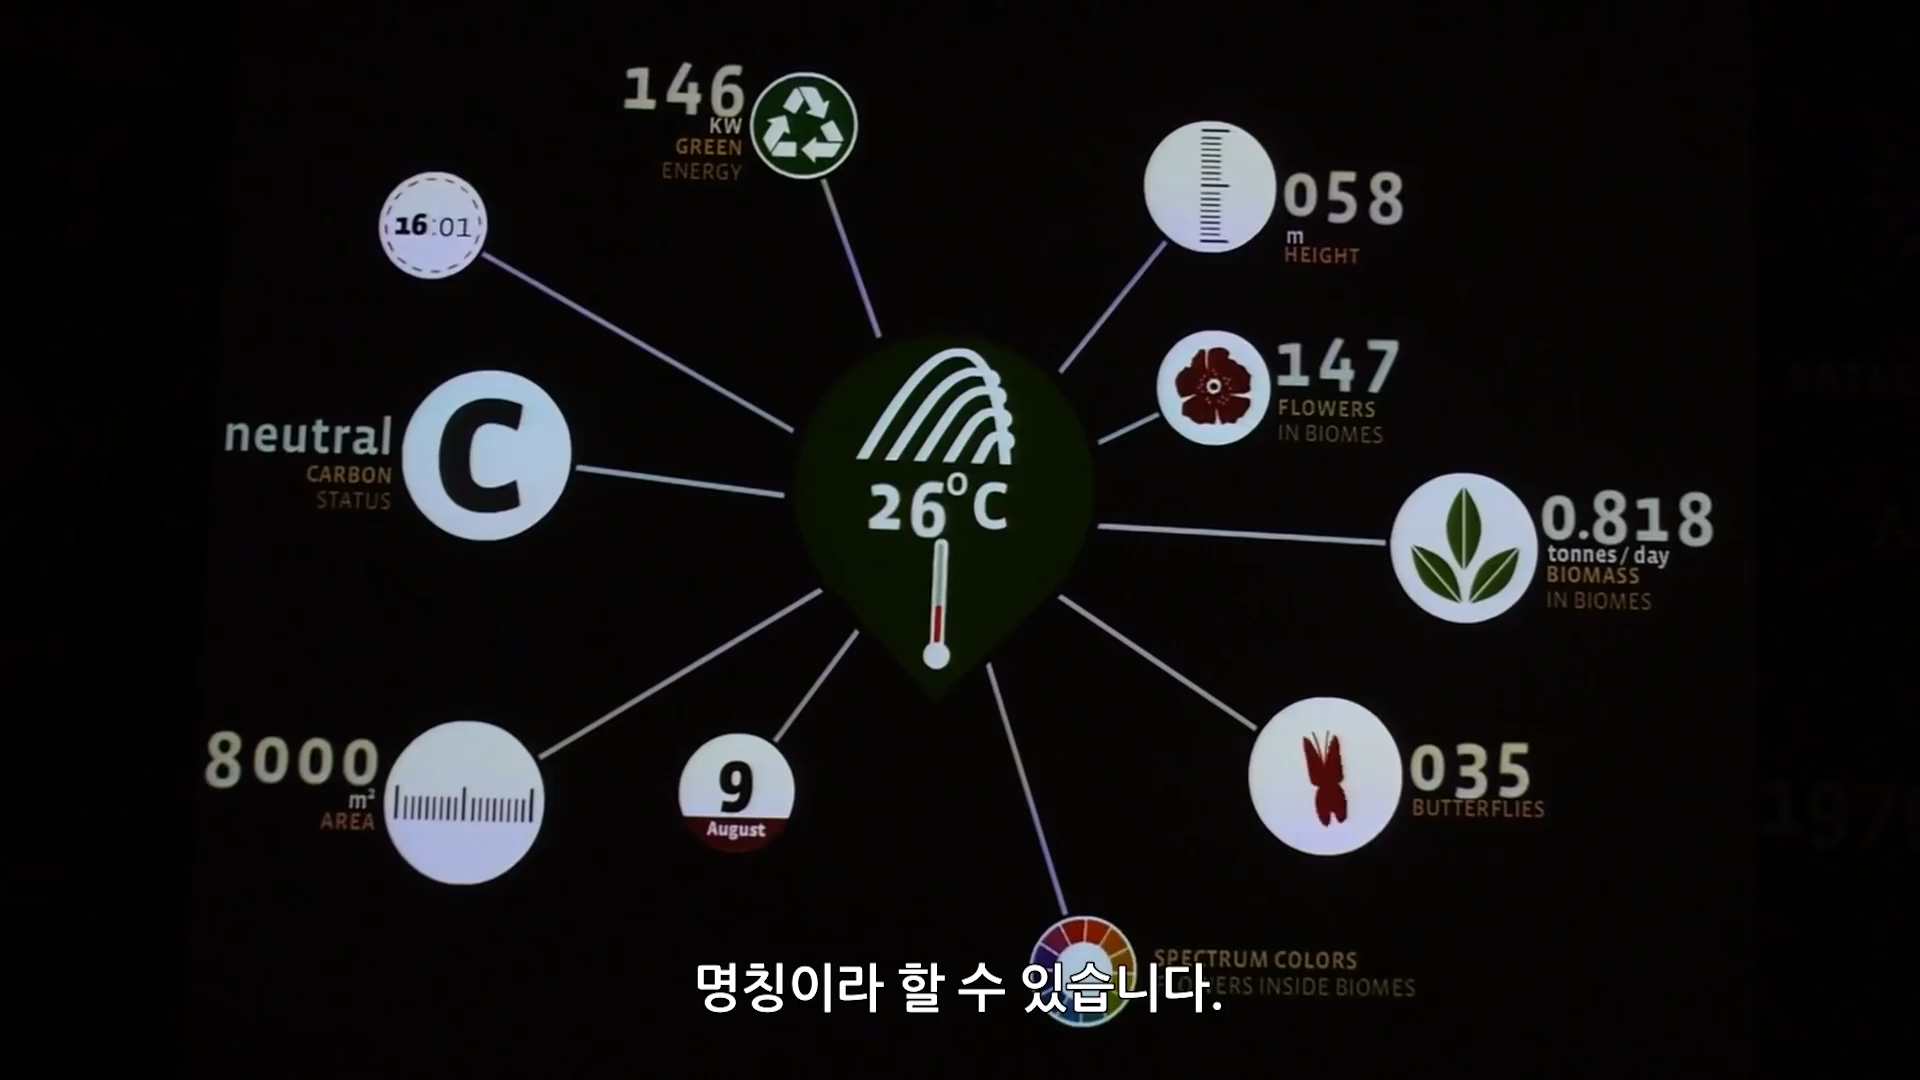 146
KW
GREEN
ENERGY
16:01
058
m
HEIGHT
147
FLOWERS
IN BIOMES
neutral
CARBON
STATUS
C
26°C
0.818
tonnes/day
BIOMASS
IN BIOMES
8000
m²
AREA
9
August
035
BUTTERFLIES
SPECTRUM COLORS
FLOWERS INSIDE BIOMES
명칭이라 할 수 있습니다.